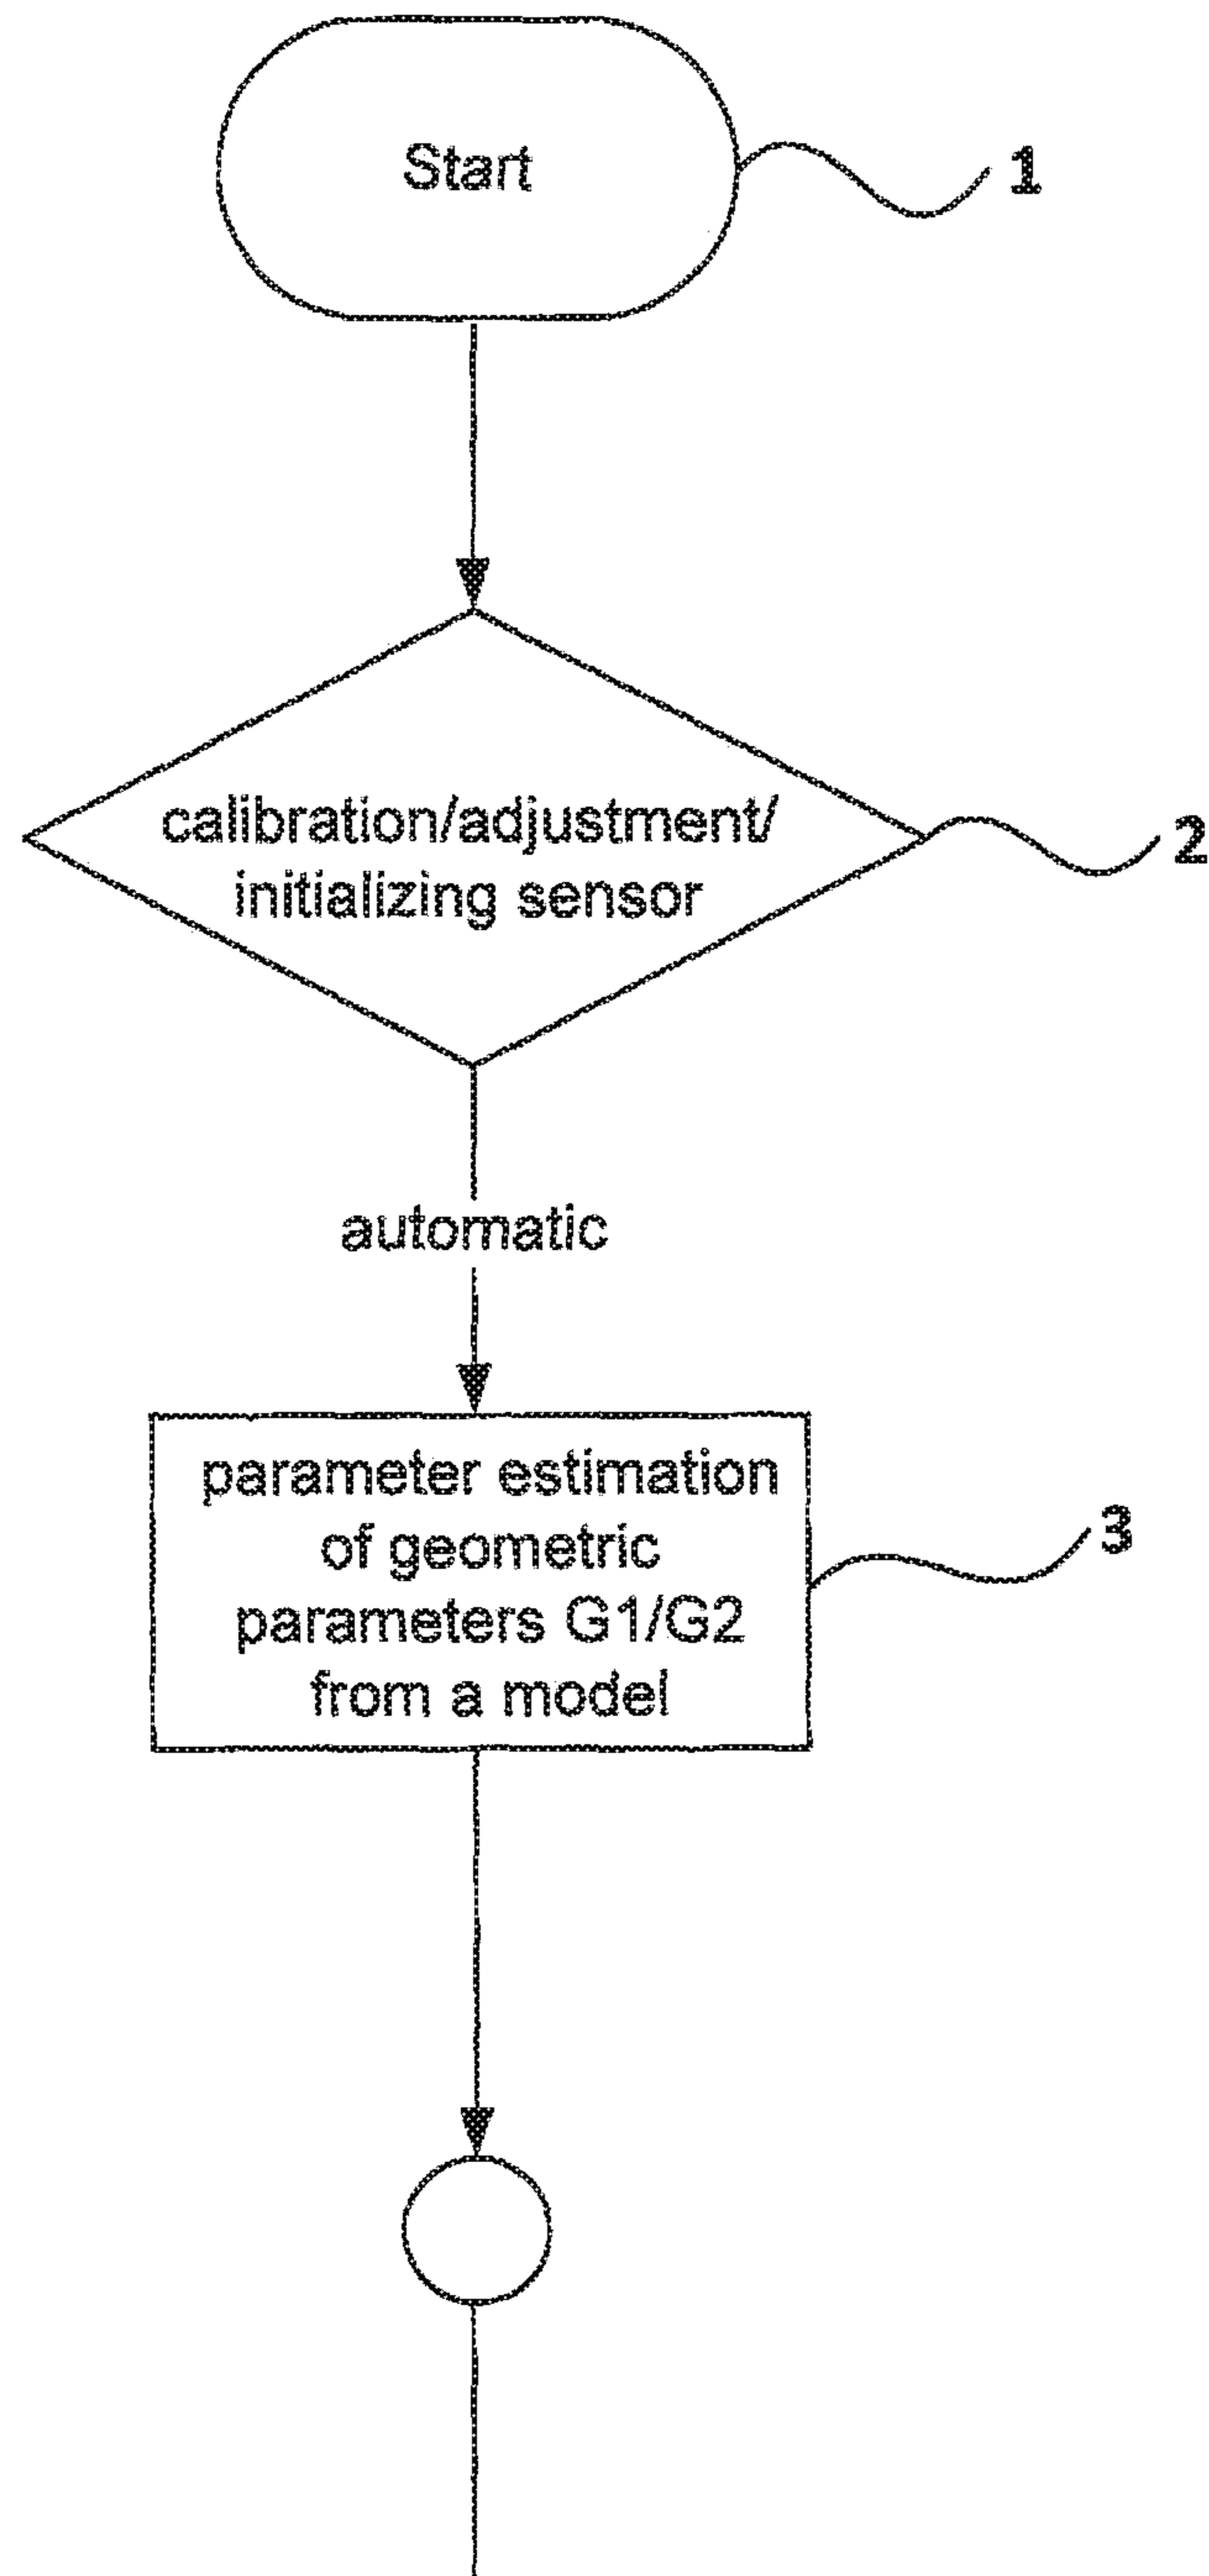 Start
1
calibration/adjustment/
initializing sensor
2
automatic
parameter estimation
of geometric
parameters G1/G2
from a model
3